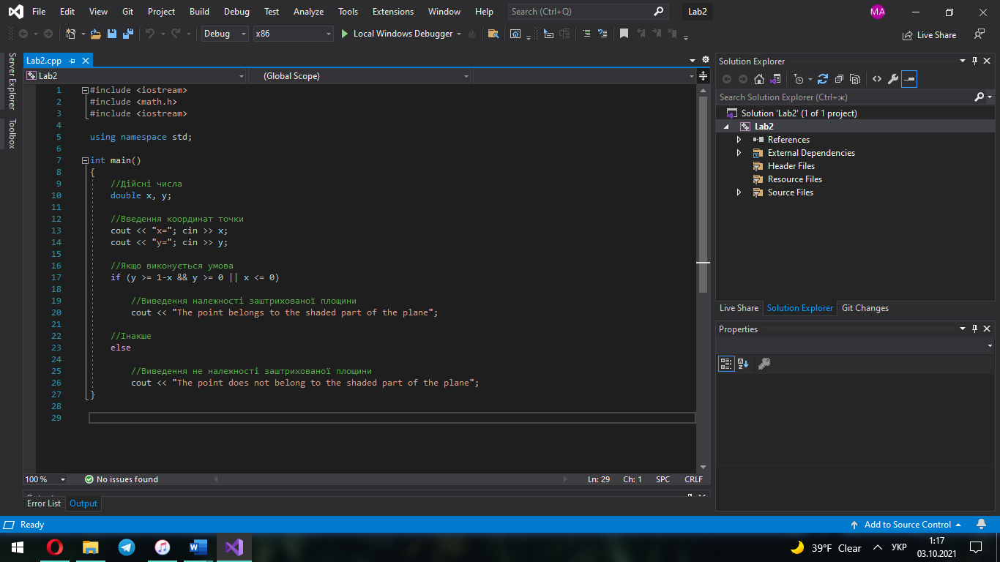 File Edit View Git Project Build Debug Test Analyze Tools Extensions Window Help Search (Ctrl+Q) Lab2 MA
Debug x86 Local Windows Debugger Live Share
Server Explorer
Toolbox
Lab2.cpp
Lab2 (Global Scope)
1 #include <iostream>
2 #include <math.h>
3 #include <iostream>
4
5 using namespace std;
6
7 int main()
8 {
9 //Дійсні числа
10 double x, y;
11
12 //Введення координат точки
13 cout << "x="; cin >> x;
14 cout << "y="; cin >> y;
15
16 //Якщо виконується умова
17 if (y >= 1-x && y >= 0 || x <= 0)
18
19 //Виведення належності заштрихованої площини
20 cout << "The point belongs to the shaded part of the plane";
21
22 //Інакше
23 else
24
25 //Виведення не належності заштрихованої площини
26 cout << "The point does not belong to the shaded part of the plane";
27 }
28
29
100 % No issues found Ln: 29 Ch: 1 SPC CRLF
Error List Output
Solution Explorer
Search Solution Explorer (Ctrl+ж)
Solution 'Lab2' (1 of 1 project)
Lab2
References
External Dependencies
Header Files
Resource Files
Source Files
Live Share Solution Explorer Git Changes
Properties
Ready Add to Source Control
39°F Clear УКР 1:17
03.10.2021